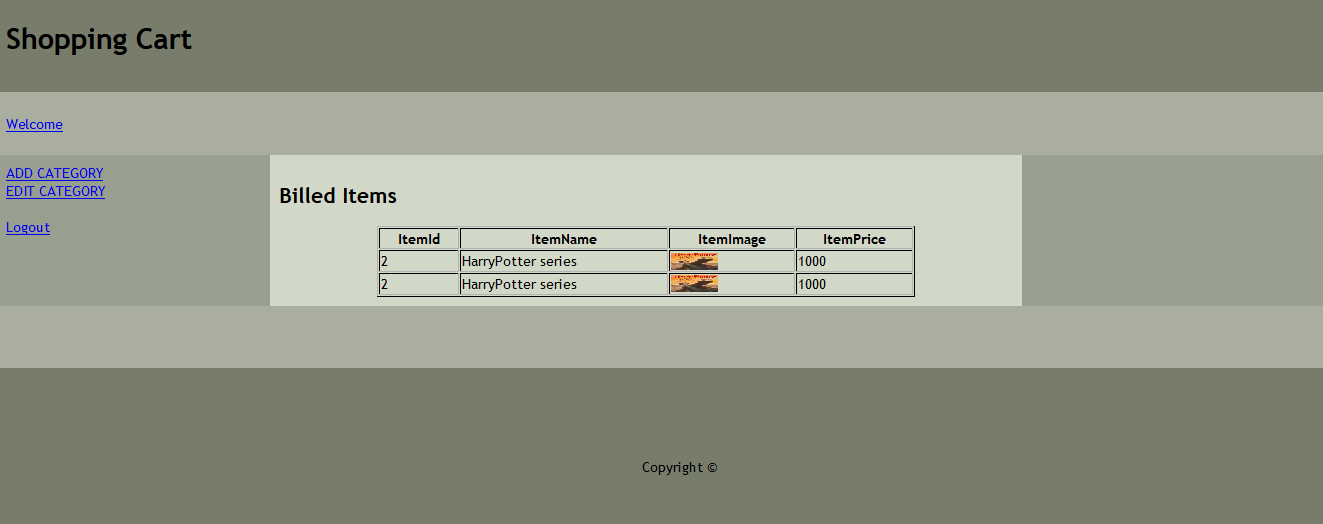 Shopping Cart
Welcome
ADD CATEGORY
EDIT CATEGORY
Logout
Billed Items
ItemId ItemName ItemImage ItemPrice
2 HarryPotter series 1000
2 HarryPotter series 1000
Copyright ©